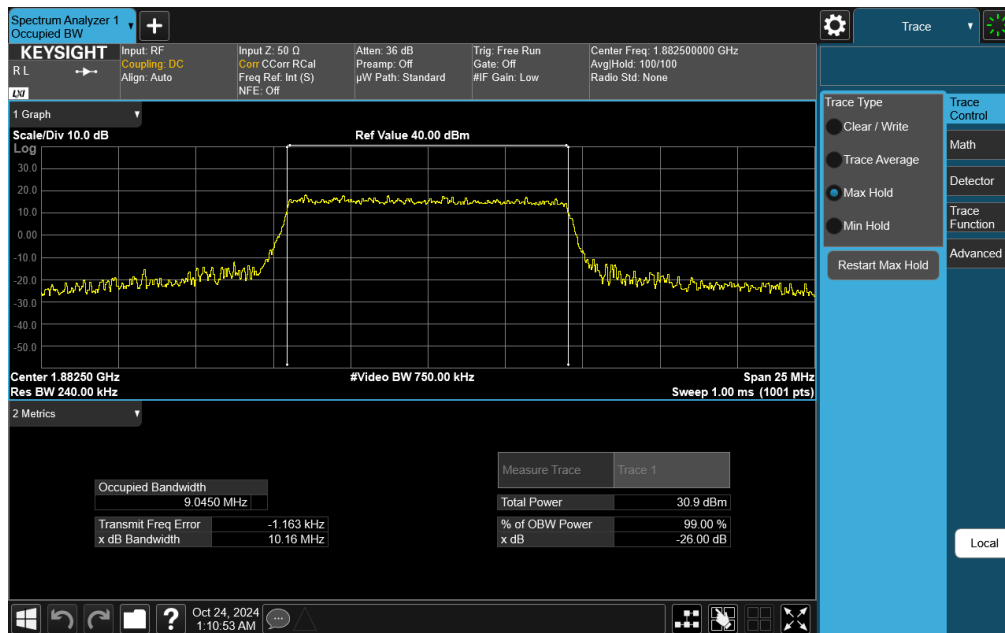 Spectrum Analyzer 1
Occupied BW
Trace
KEYSIGHT
R L
LXI
Input: RF
Coupling: DC
Align: Auto
Input Z: 50 Ω
Corr CCorr RCal
Freq Ref: Int (S)
NFE: Off
Atten: 36 dB
Preamp: Off
µW Path: Standard
Trig: Free Run
Gate: Off
#IF Gain: Low
Center Freq: 1.882500000 GHz
Avg|Hold: 100/100
Radio Std: None
1 Graph
Scale/Div 10.0 dB
Ref Value 40.00 dBm
Log
30.0
20.0
10.0
0.00
-10.0
-20.0
-30.0
-40.0
-50.0
Center 1.88250 GHz
#Video BW 750.00 kHz
Span 25 MHz
Res BW 240.00 kHz
Sweep 1.00 ms (1001 pts)
2 Metrics
Measure Trace
Trace 1
Occupied Bandwidth
9.0450 MHz
Total Power
30.9 dBm
Transmit Freq Error
-1.163 kHz
% of OBW Power
99.00 %
x dB Bandwidth
10.16 MHz
x dB
-26.00 dB
Trace Type
Clear / Write
Trace Average
Max Hold
Min Hold
Restart Max Hold
Trace
Control
Math
Detector
Trace
Function
Advanced
Local
?
Oct 24, 2024
1:10:53 AM